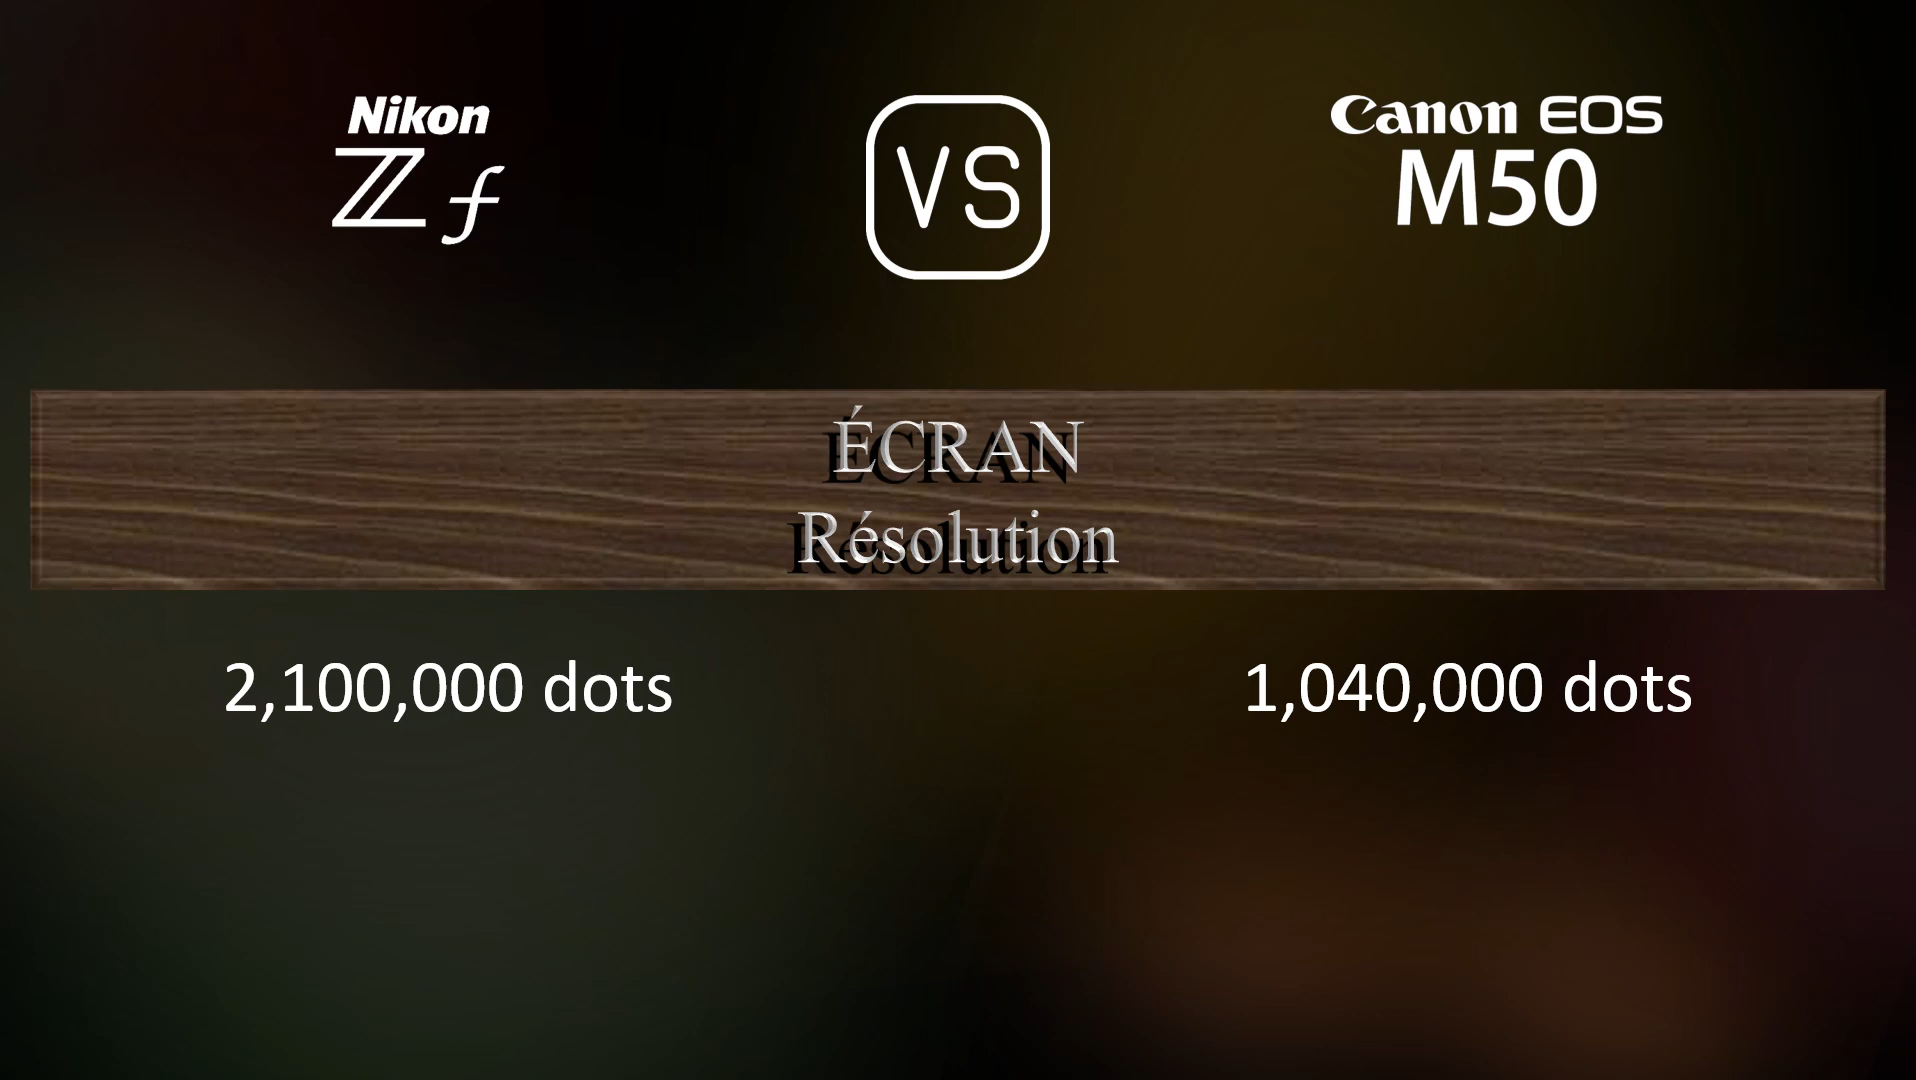 Nikon
Z f
VS
Canon EOS
M50
ÉCRAN
Résolution
2,100,000 dots
1,040,000 dots